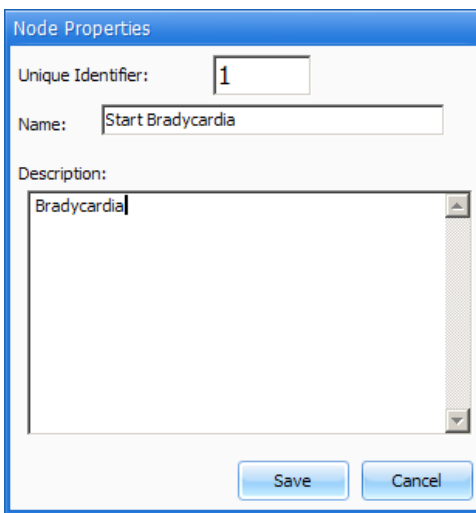 Node Properties
Unique Identifier: 1
Name: Start Bradycardia
Description:
Bradycardia
Save Cancel